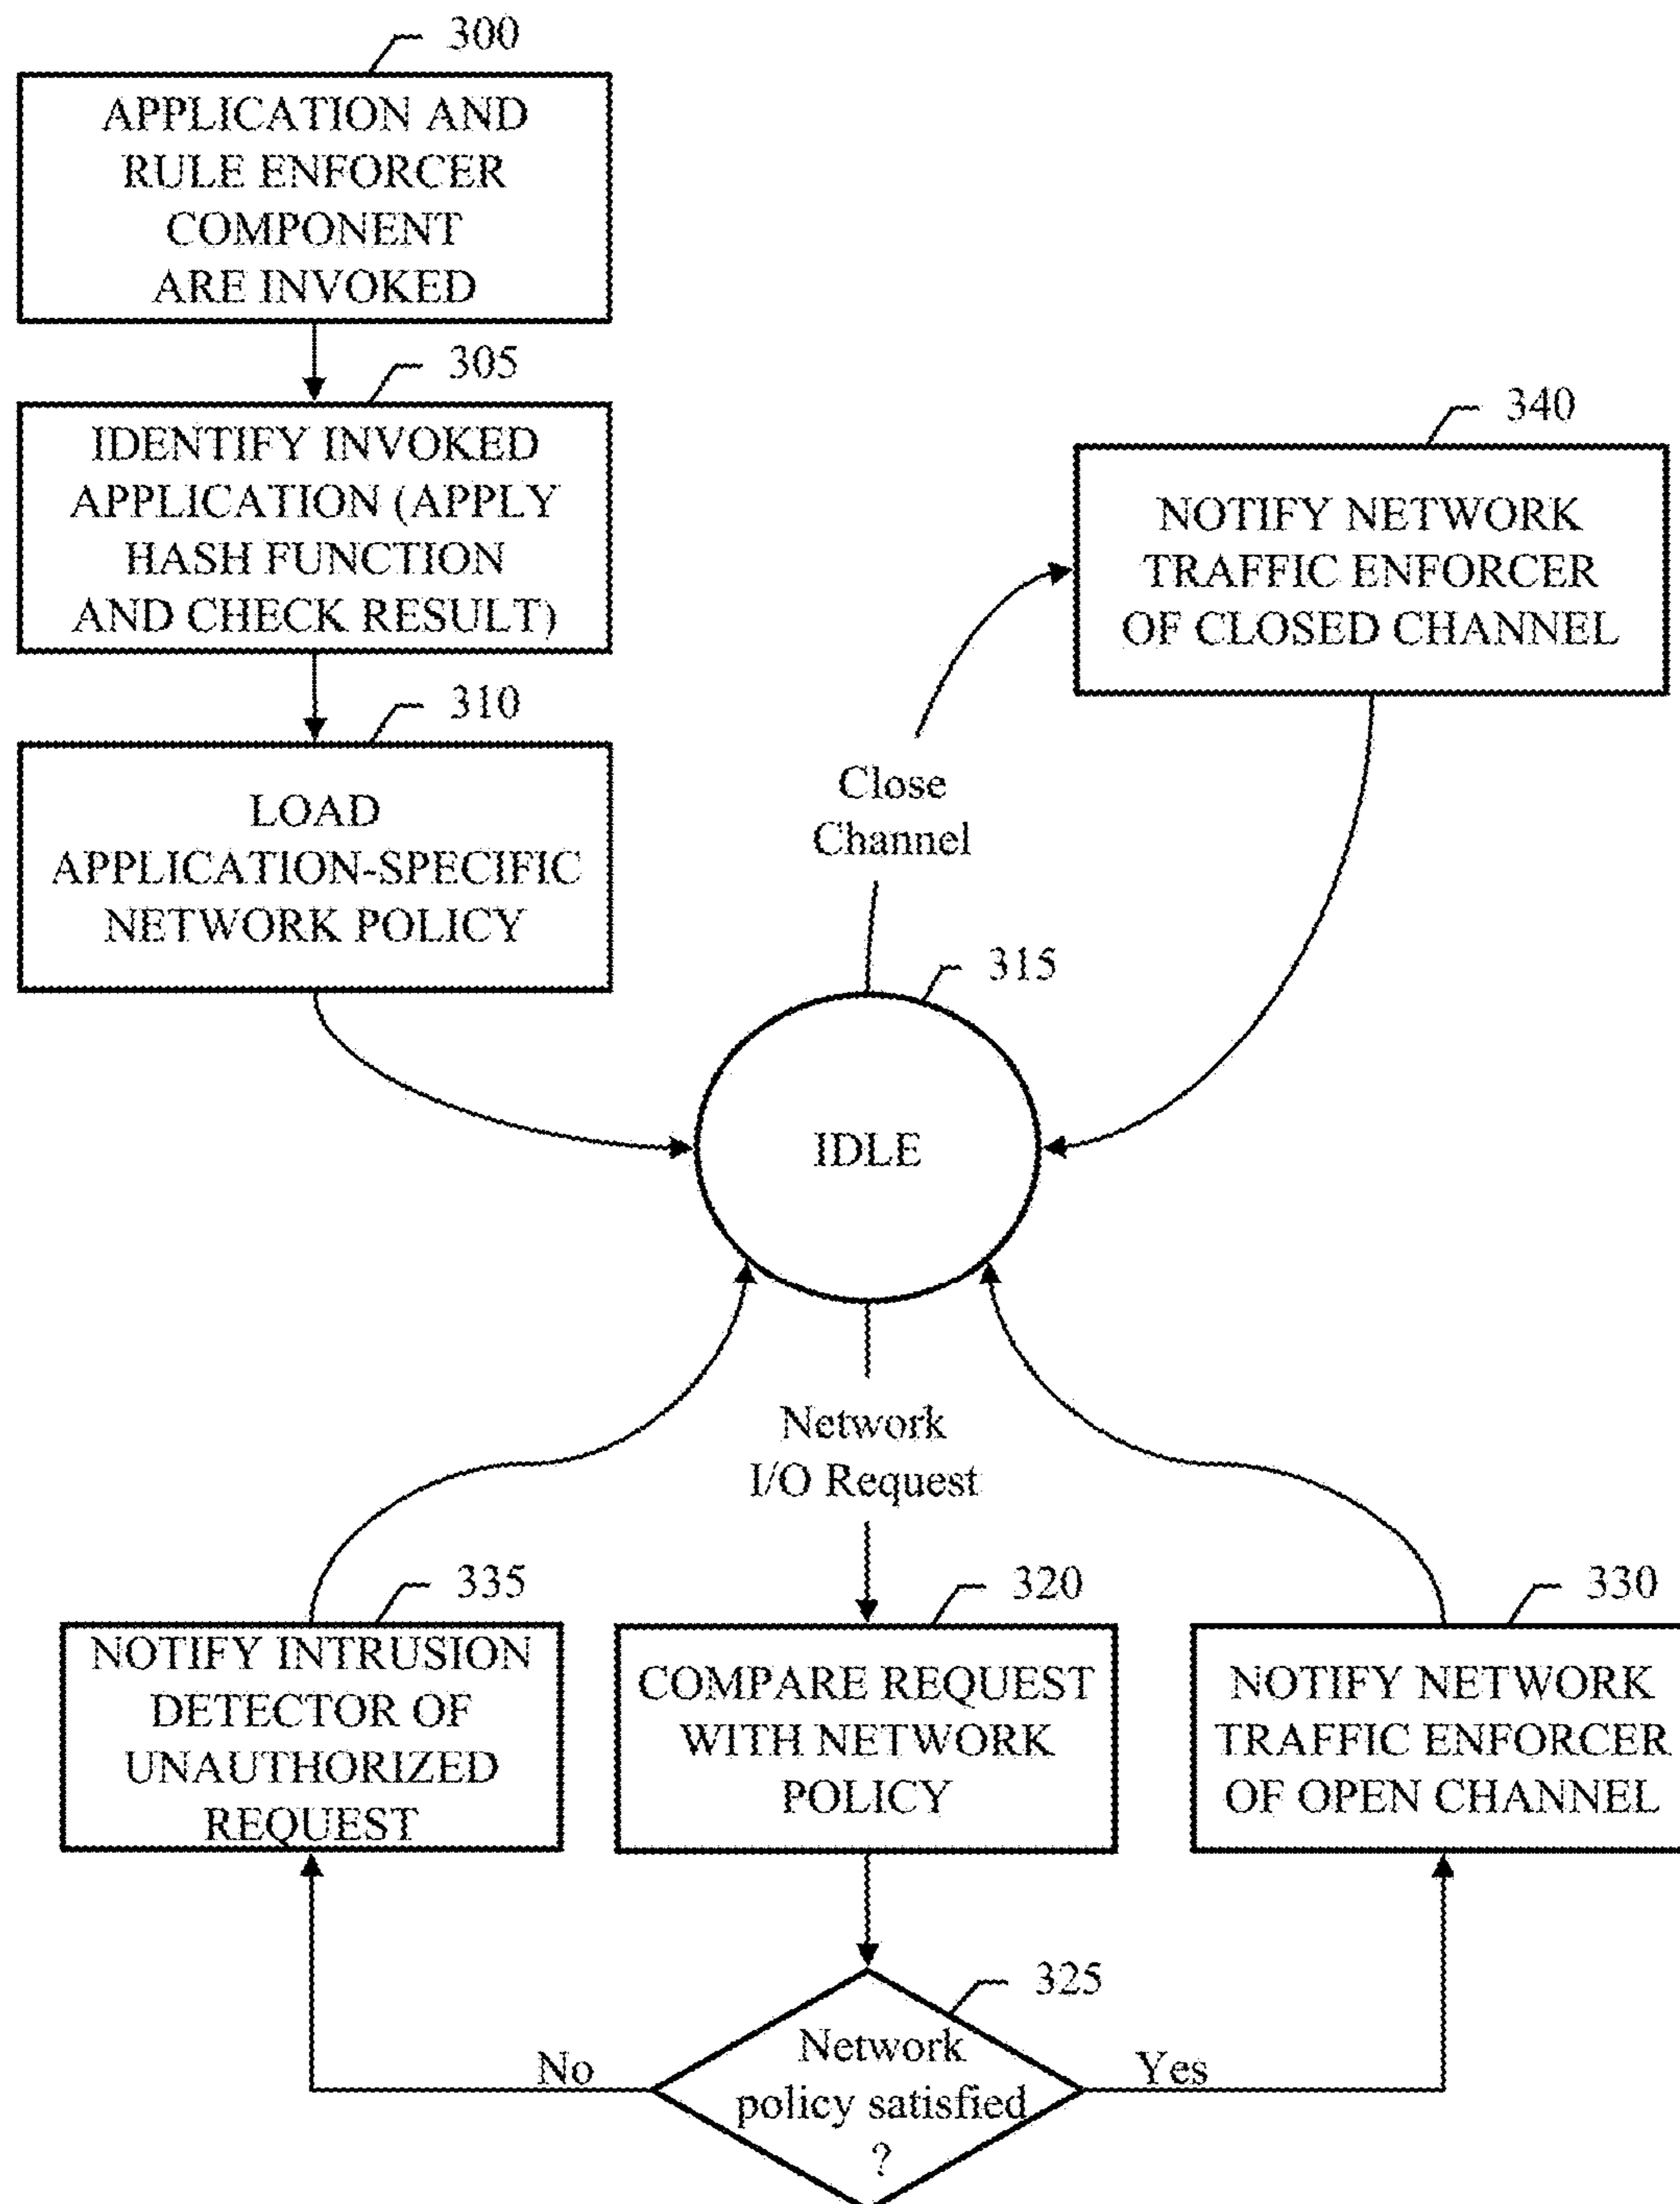 300
APPLICATION AND
RULE ENFORCER
COMPONENT
ARE INVOKED
305
IDENTIFY INVOKED
APPLICATION (APPLY
HASH FUNCTION
AND CHECK RESULT)
310
LOAD
APPLICATION-SPECIFIC
NETWORK POLICY
340
NOTIFY NETWORK
TRAFFIC ENFORCER
OF CLOSED CHANNEL
Close
Channel
315
IDLE
Network
I/O Request
335
NOTIFY INTRUSION
DETECTOR OF
UNAUTHORIZED
REQUEST
320
COMPARE REQUEST
WITH NETWORK
POLICY
330
NOTIFY NETWORK
TRAFFIC ENFORCER
OF OPEN CHANNEL
325
Network
policy satisfied
?
No
Yes